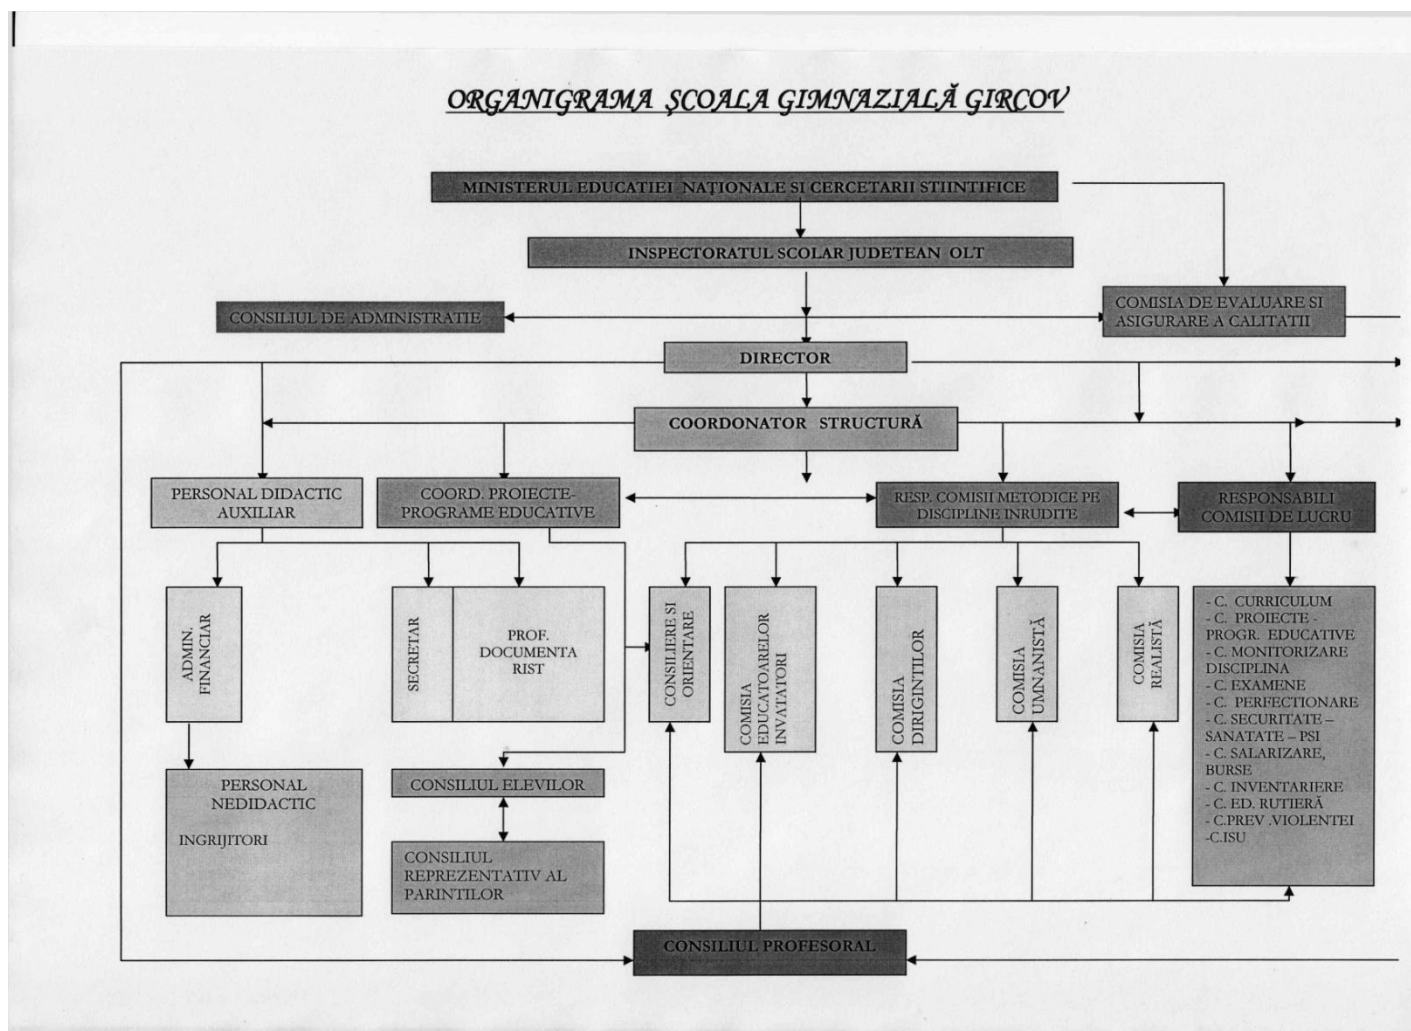 ORGANIGRAMA ȘCOALA GIMNAZIALĂ GIRCOV
MINISTERUL EDUCATIEI NAŢIONALE SI CERCETARII STIINTIFICE
INSPECTORATUL SCOLAR JUDETEAN OLT
CONSILIUL DE ADMINISTRATIE
COMISIA DE EVALUARE SI
ASIGURARE A CALITATII
DIRECTOR
COORDONATOR STRUCTURĂ
PERSONAL DIDACTIC
AUXILIAR
COORD. PROIECTE-
PROGRAME EDUCATIVE
RESP. COMISII METODICE PE
DISCIPLINE INRUDITE
RESPONSABILI
COMISII DE LUCRU
ADMIN.
FINANCIAR
SECRETAR
PROF.
DOCUMENTA
RIST
CONSILIERE SI
ORIENTARE
COMISIA
EDUCATOARELOR
INVATATORI
COMISIA
DIRIGINTILOR
COMISIA
UMNANISTĂ
COMISIA
REALISTĂ
- C. CURRICULUM
- C. PROIECTE -
PROGR. EDUCATIVE
- C. MONITORIZARE
DISCIPLINA
- C. EXAMENE
- C. PERFECTIONARE
- C. SECURITATE –
SANATATE – PSI
- C. SALARIZARE,
BURSE
- C. INVENTARIERE
- C. ED. RUTIERĂ
- C.PREV .VIOLENTEI
-C.ISU
PERSONAL
NEDIDACTIC
INGRIJITORI
CONSILIUL ELEVILOR
CONSILIUL
REPREZENTATIV AL
PARINTILOR
CONSILIUL PROFESORAL